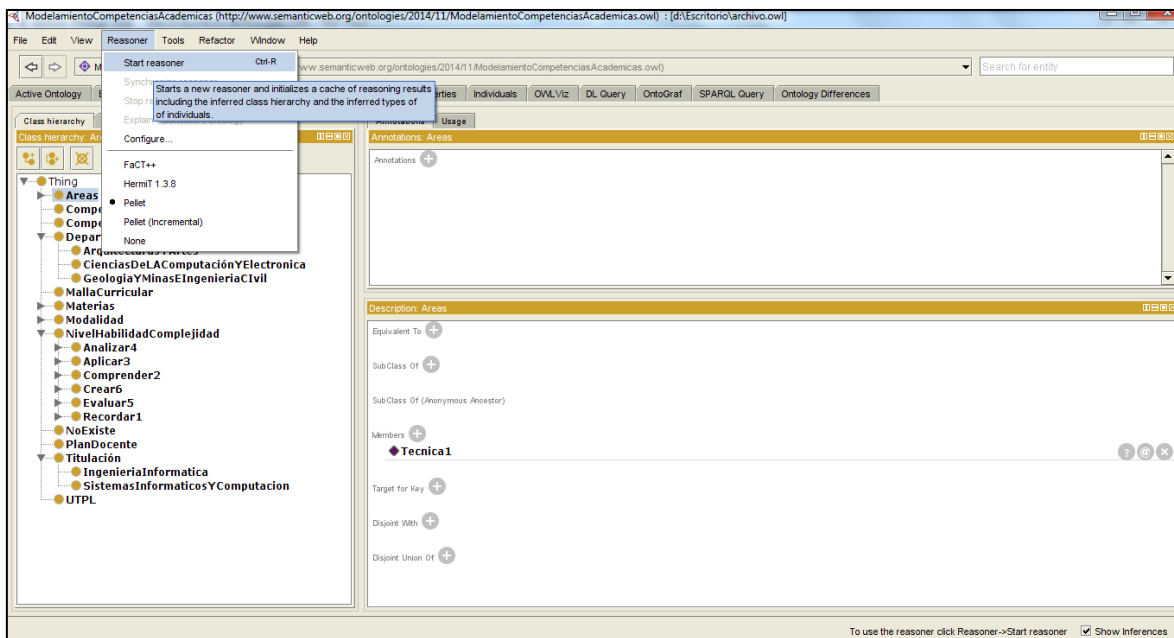 ModelamientoCompetenciasAcademicas (http://www.semanticweb.org/ontologies/2014/11/ModelamientoCompetenciasAcademicas.owl) : [d:\Escritorio\archivo.owl]
File Edit View Reasoner Tools Refactor Window Help
www.semanticweb.org/ontologies/2014/11/ModelamientoCompetenciasAcademicas.owl)
Search for entity
Start reasoner Ctrl-R
Starts a new reasoner and initializes a cache of reasoning results
including the inferred class hierarchy and the inferred types
of individuals.
Configure...
FaCT++
HermiT 1.3.8
Pellet
Pellet (Incremental)
None
Active Ontology Individuals OWLViz DL Query OntoGraf SPARQL Query Ontology Differences
Class hierarchy
Annotations Usage
Class hierarchy: Ar
Annotations: Areas
Annotations
Thing
Areas
Compe
Compe
Depar
CienciasDeLAComputaciónYElectronica
GeologiaYMinasEIngenieriaCIvil
MallaCurricular
Materias
Modalidad
NivelHabilidadComplejidad
Analizar4
Aplicar3
Comprender2
Crear6
Evaluar5
Recordar1
NoExiste
PlanDocente
Titulación
IngenieriaInformatica
SistemasInformaticosYComputacion
UTPL
Description: Areas
Equivalent To
SubClass Of
SubClass Of (Anonymous Ancestor)
Members
Tecnica1
Target for Key
Disjoint With
Disjoint Union Of
To use the reasoner click Reasoner->Start reasoner Show Inferences